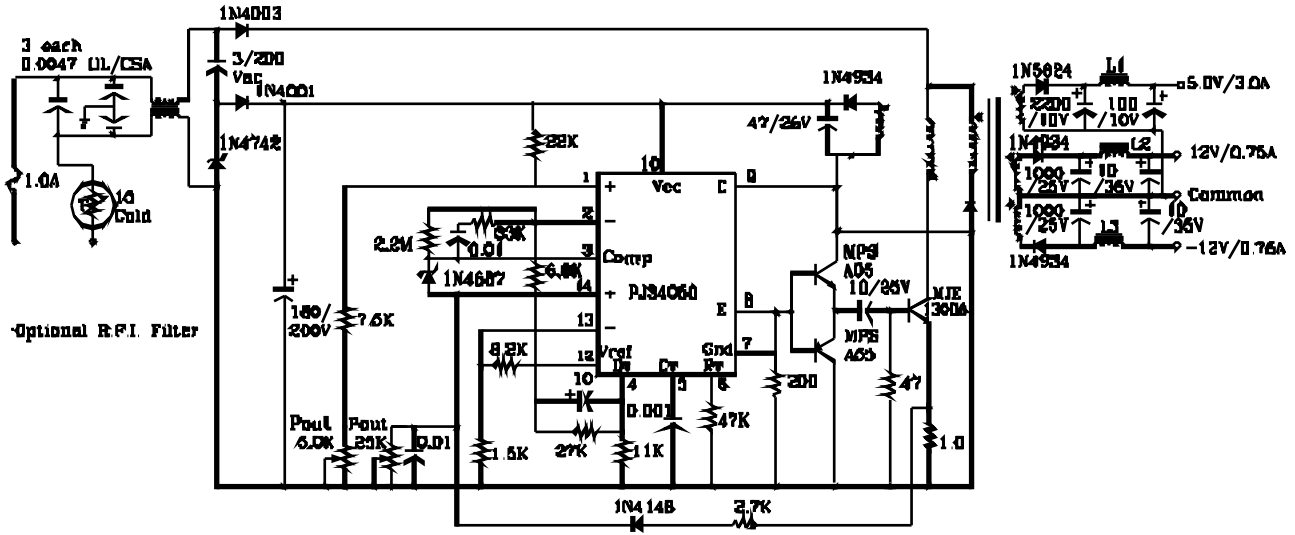 1N4003
3 each
0.0047 UL/CSA
3/200
Vac
1N4001
1N4742
1.0A
Cold
Optional R.F.I. Filter
180/
200V
22K
2.2M
33K
0.01
6.8K
1N4687
7.5K
8.2K
10
27K
Pout
5.0K
Pout
25K
0.01
1.5K
1K
0.001
47K
1
2
3
14
13
12
+
-
Comp
+
-
Vref
Dt
4
Ct
5
Rt
6
Gnd
7
E
8
C
9
10
Vcc
47/25V
1N4934
MPS
A05
10/25V
MPS
A55
MJE
1300A
200
47
1.0
1N4148
2.7K
1N5824
L1
2200
/10V
100
/10V
5.0V/3.0A
1N4934
L2
1000
/25V
10
/35V
12V/0.75A
Common
1000
/25V
L3
10
/35V
-12V/0.75A
1N4934